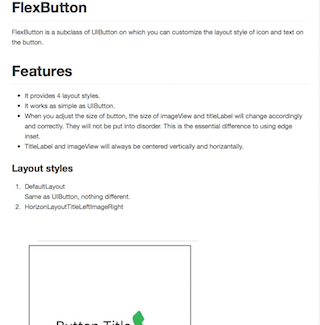 FlexButton
FlexButton is a subclass of UIButton on which you can customize the layout style of icon and text on
the button.
Features
• It provides 4 layout styles.
• It works as simple as UIButton.
• When you adjust the size of button, the size of imageView and titleLabel will change accordingly
and correctly. They will not be put into disorder. This is the essential difference to using edge
inset.
• TitleLabel and imageView will always be centered vertically and horizantally.
Layout styles
1. DefaultLayout
Same as UIButton, nothing different.
2. HorizonLayoutTitleLeftImageRight
Button Title